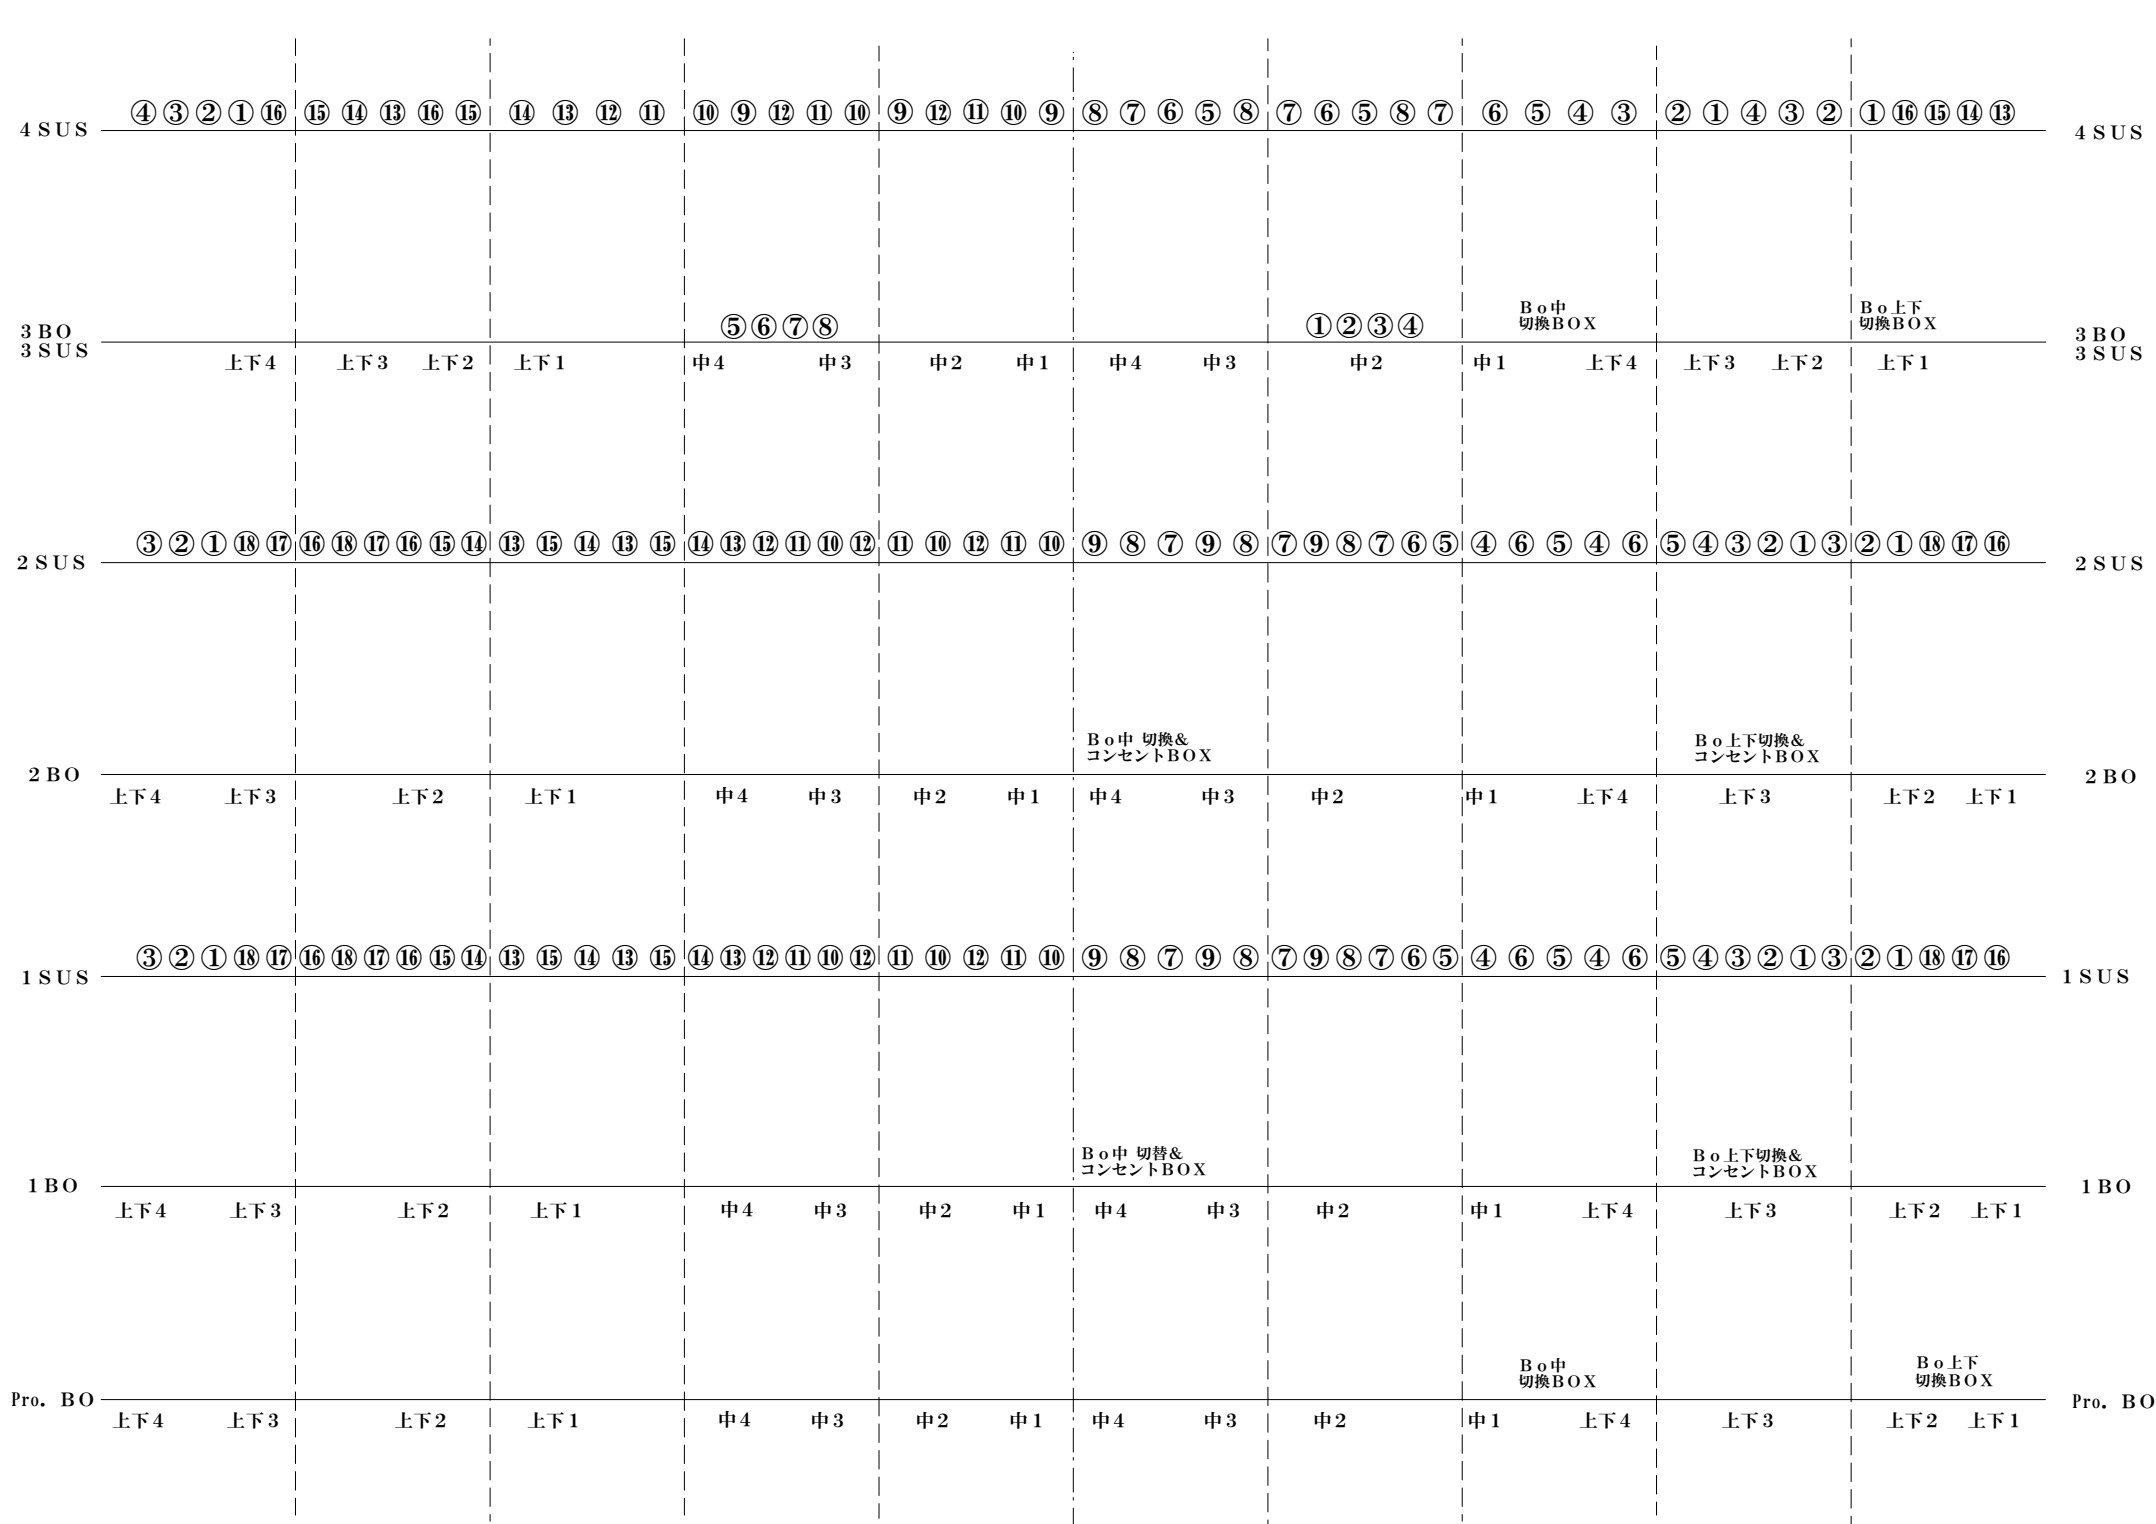 4SUS ④③②①⑯ ⑮⑭⑬⑯⑮ ⑭⑬⑫⑪ ⑩⑨⑫⑪⑩ ⑨⑫⑪⑩⑨ ⑧⑦⑥⑤⑧ ⑦⑥⑤⑧⑦ ⑥⑤④③ ②①④③② ①⑯⑮⑭⑬ 4SUS
Bo中 Bo上下
切換BOX 切換BOX
3BO ⑤⑥⑦⑧ ①②③④ 3BO
3SUS 3SUS
上下4 上下3 上下2 上下1 中4 中3 中2 中1 中4 中3 中2 中1 上下4 上下3 上下2 上下1
2SUS ③②①⑱⑰ ⑯⑱⑰⑯⑮⑭ ⑬⑮⑭⑬⑮ ⑭⑬⑫⑪⑩⑫ ⑪⑩⑫⑪⑩ ⑨⑧⑦⑨⑧ ⑦⑨⑧⑦⑥⑤ ④⑥⑤④⑥ ⑤④③②①③ ②①⑱⑰⑯ 2SUS
Bo中 切換& Bo上下切換&
コンセントBOX コンセントBOX
2BO 2BO
上下4 上下3 上下2 上下1 中4 中3 中2 中1 中4 中3 中2 中1 上下4 上下3 上下2 上下1
1SUS ③②①⑱⑰ ⑯⑱⑰⑯⑮⑭ ⑬⑮⑭⑬⑮ ⑭⑬⑫⑪⑩⑫ ⑪⑩⑫⑪⑩ ⑨⑧⑦⑨⑧ ⑦⑨⑧⑦⑥⑤ ④⑥⑤④⑥ ⑤④③②①③ ②①⑱⑰⑯ 1SUS
Bo中 切替& Bo上下切換&
コンセントBOX コンセントBOX
1BO 1BO
上下4 上下3 上下2 上下1 中4 中3 中2 中1 中4 中3 中2 中1 上下4 上下3 上下2 上下1
Bo中 Bo上下
切換BOX 切換BOX
Pro. BO Pro. BO
上下4 上下3 上下2 上下1 中4 中3 中2 中1 中4 中3 中2 中1 上下4 上下3 上下2 上下1